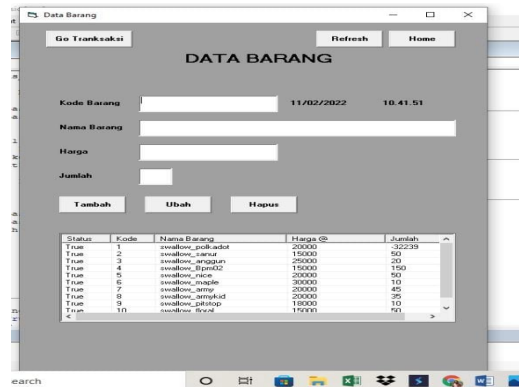 Data Barang
Go Tranksaksi
Refresh
Home
DATA BARANG
Kode Barang
11/02/2022
10.41.51
Nama Barang
Harga
Jumlah
Tambah
Ubah
Hapus
Status Kode Nama Barang Harga @ Jumlah
True 1 swallow_polkadot 20000 -32239
True 2 swallow_sanur 15000 50
True 3 swallow_anggun 25000 20
True 4 swallow_Bpm02 15000 150
True 5 swallow_nice 20000 50
True 6 swallow_maple 30000 10
True 7 swallow_army 20000 45
True 8 swallow_armykid 20000 35
True 9 swallow_pitstop 18000 10
True 10 swallow_floral 15000 50
earch